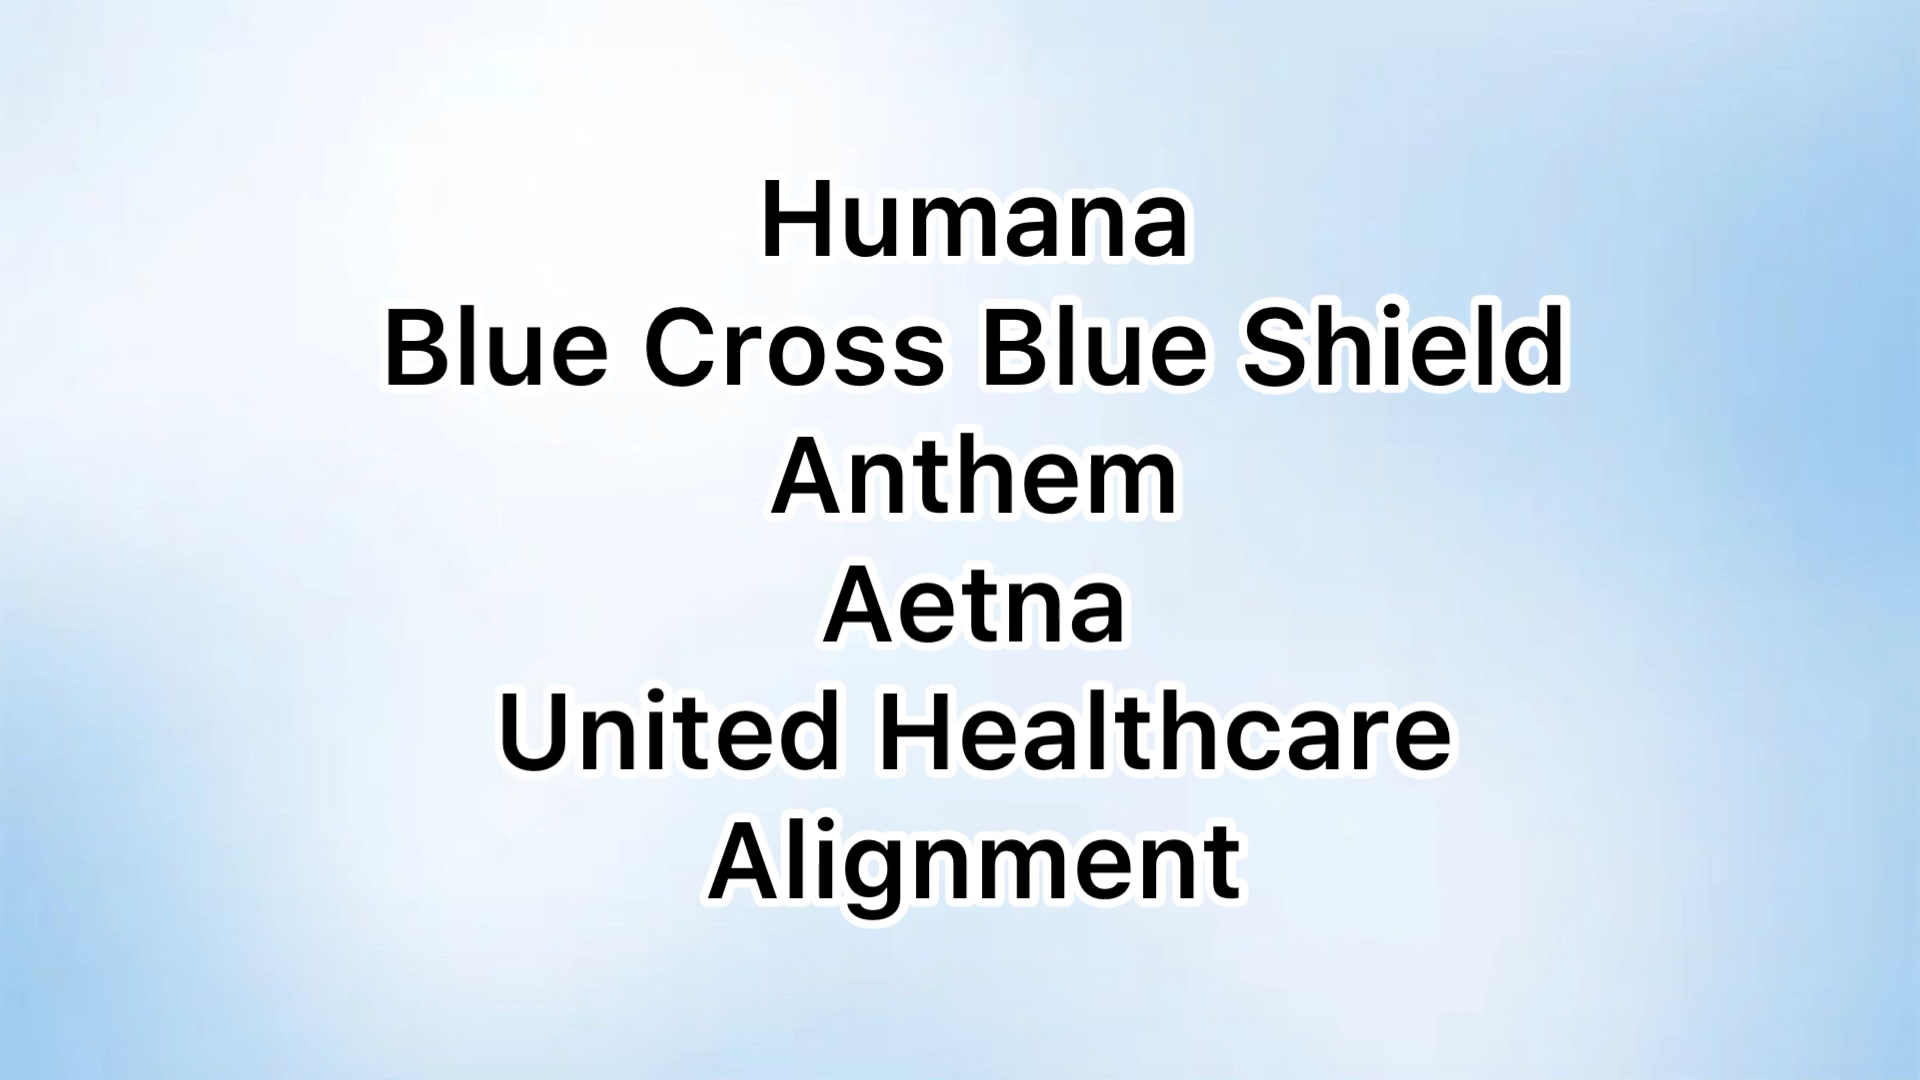 Humana
Blue Cross Blue Shield
Anthem
Aetna
United Healthcare
Alignment